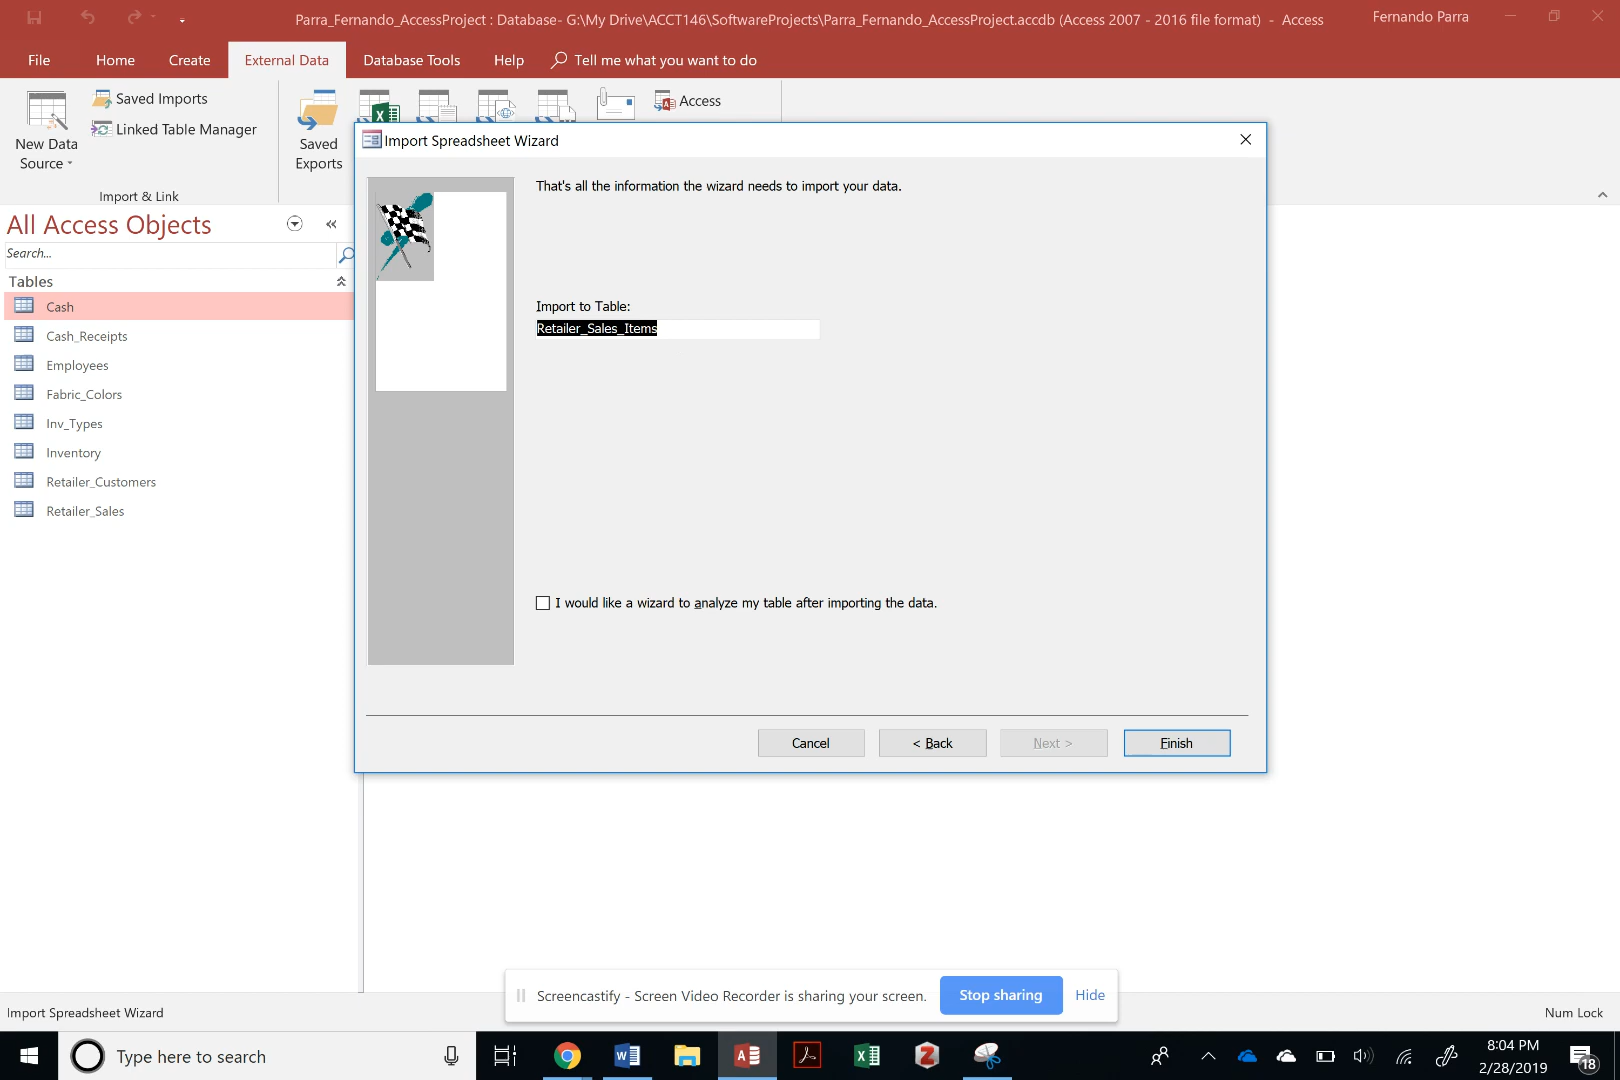 Parra_Fernando_AccessProject : Database- G:\My Drive\ACCT146\SoftwareProjects\Parra_Fernando_AccessProject.accdb (Access 2007 - 2016 file format) - Access
Fernando Parra
File
Home
Create
External Data
Database Tools
Help
Tell me what you want to do
New Data
Source
Saved Imports
Linked Table Manager
Import & Link
Saved
Exports
Access
Import Spreadsheet Wizard
That's all the information the wizard needs to import your data.
Import to Table:
Retailer_Sales_Items
I would like a wizard to analyze my table after importing the data.
Cancel
< Back
Next >
Finish
All Access Objects
Search...
Tables
Cash
Cash_Receipts
Employees
Fabric_Colors
Inv_Types
Inventory
Retailer_Customers
Retailer_Sales
Screencastify - Screen Video Recorder is sharing your screen.
Stop sharing
Hide
Import Spreadsheet Wizard
Num Lock
Type here to search
8:04 PM
2/28/2019
18